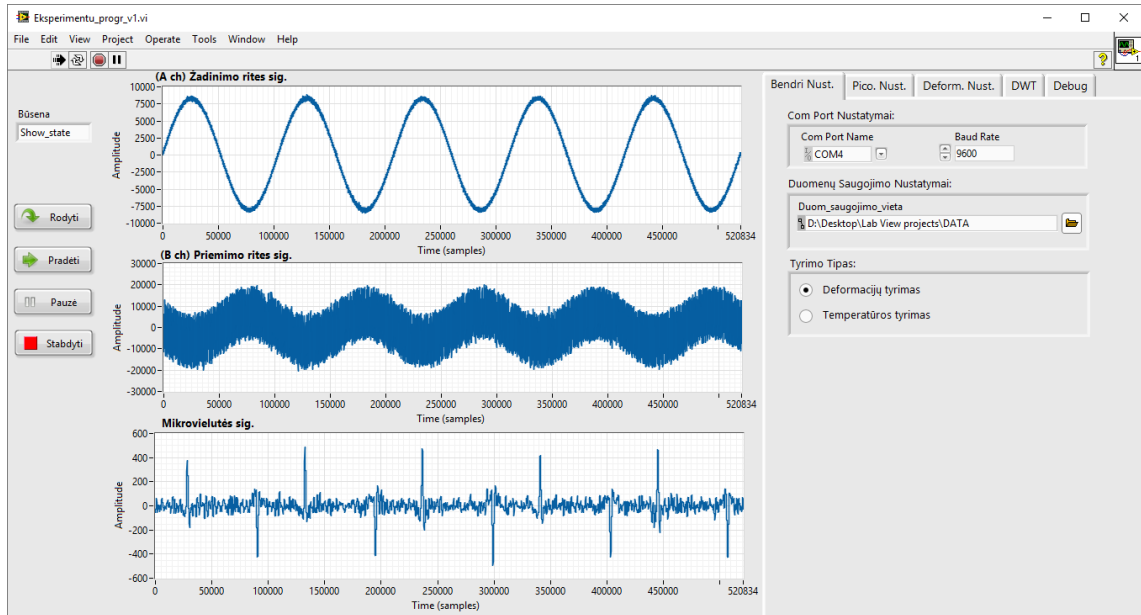 Eksperimentu_progr_v1.vi
File Edit View Project Operate Tools Window Help
1
Būsena
Show_state
Rodyti
Pradėti
Pauzė
Stabdyti
(A ch) Žadinimo rites sig.
Amplitude
10000
7500
5000
2500
0
-2500
-5000
-7500
-10000
0 50000 100000 150000 200000 250000 300000 350000 400000 450000 520834
Time (samples)
(B ch) Priemimo rites sig.
Amplitude
30000
20000
10000
0
-10000
-20000
-30000
0 50000 100000 150000 200000 250000 300000 350000 400000 450000 520834
Time (samples)
Mikrovielutės sig.
Amplitude
600
400
200
0
-200
-400
-600
0 50000 100000 150000 200000 250000 300000 350000 400000 450000 520834
Time (samples)
Bendri Nust. Pico. Nust. Deform. Nust. DWT Debug
Com Port Nustatymai:
Com Port Name Baud Rate
COM4 9600
Duomenų Saugojimo Nustatymai:
Duom_saugojimo_vieta
D:\Desktop\Lab View projects\DATA
Tyrimo Tipas:
Deformacijų tyrimas
Temperatūros tyrimas